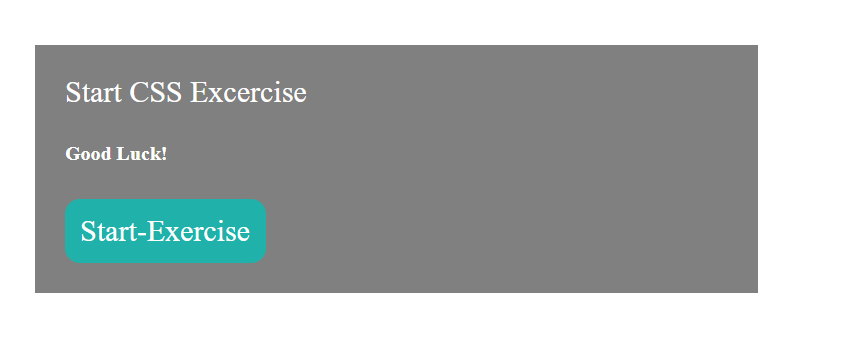 Start CSS Excercise
Good Luck!
Start-Exercise